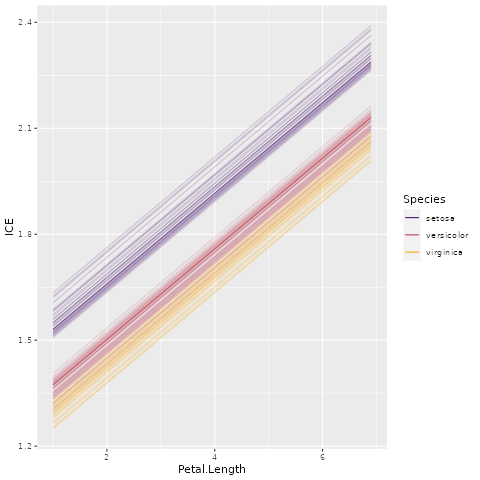 2.4
2.1
1.8
1.5
1.2
ICE
2
4
6
Petal.Length
Species
setosa
versicolor
virginica